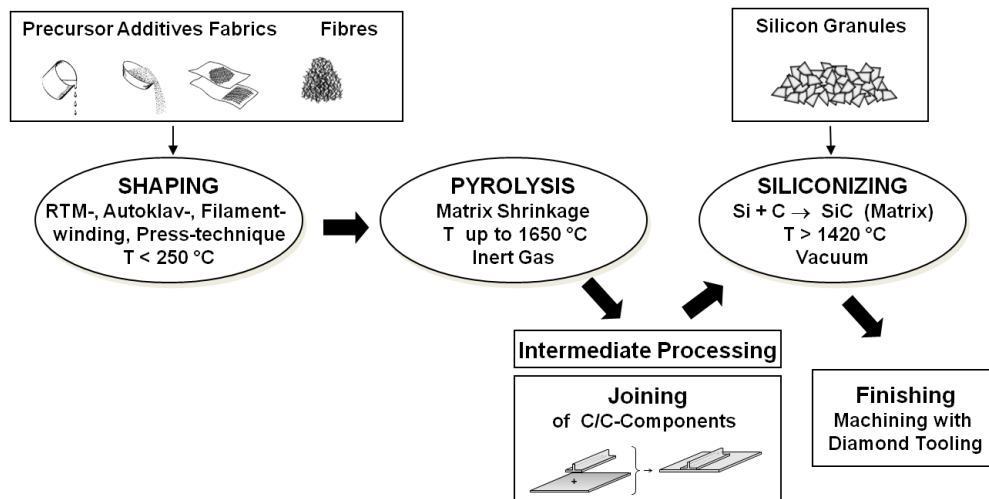 Precursor Additives Fabrics Fibres
Silicon Granules
SHAPING
RTM-, Autoklav-, Filament-
winding, Press-technique
T < 250 °C
PYROLYSIS
Matrix Shrinkage
T up to 1650 °C
Inert Gas
SILICONIZING
Si + C → SiC (Matrix)
T > 1420 °C
Vacuum
Intermediate Processing
Joining
of C/C-Components
Finishing
Machining with
Diamond Tooling